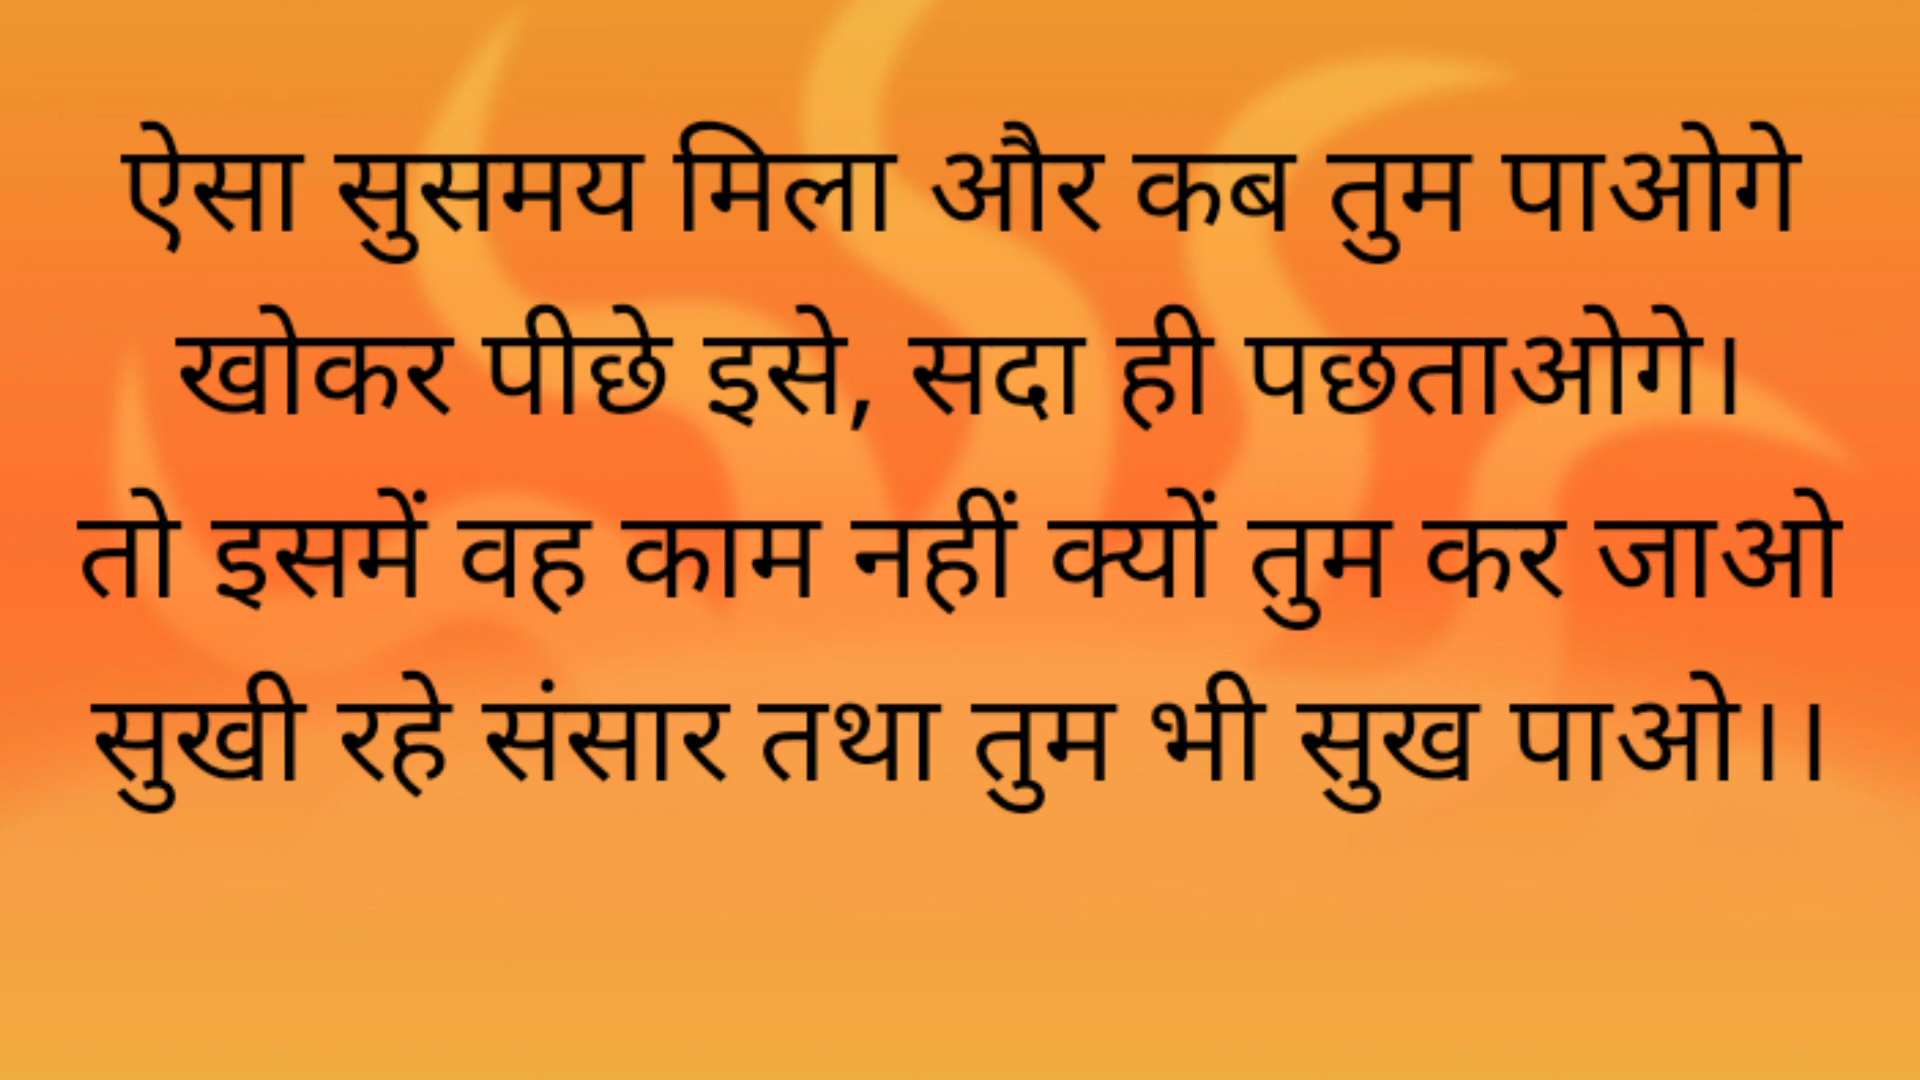 ऐसा सुसमय मिला और कब तुम पाओगे
खोकर पीछे इसे, सदा ही पछताओगे।
तो इसमें वह काम नहीं क्यों तुम कर जाओ
सुखी रहे संसार तथा तुम भी सुख पाओ।।